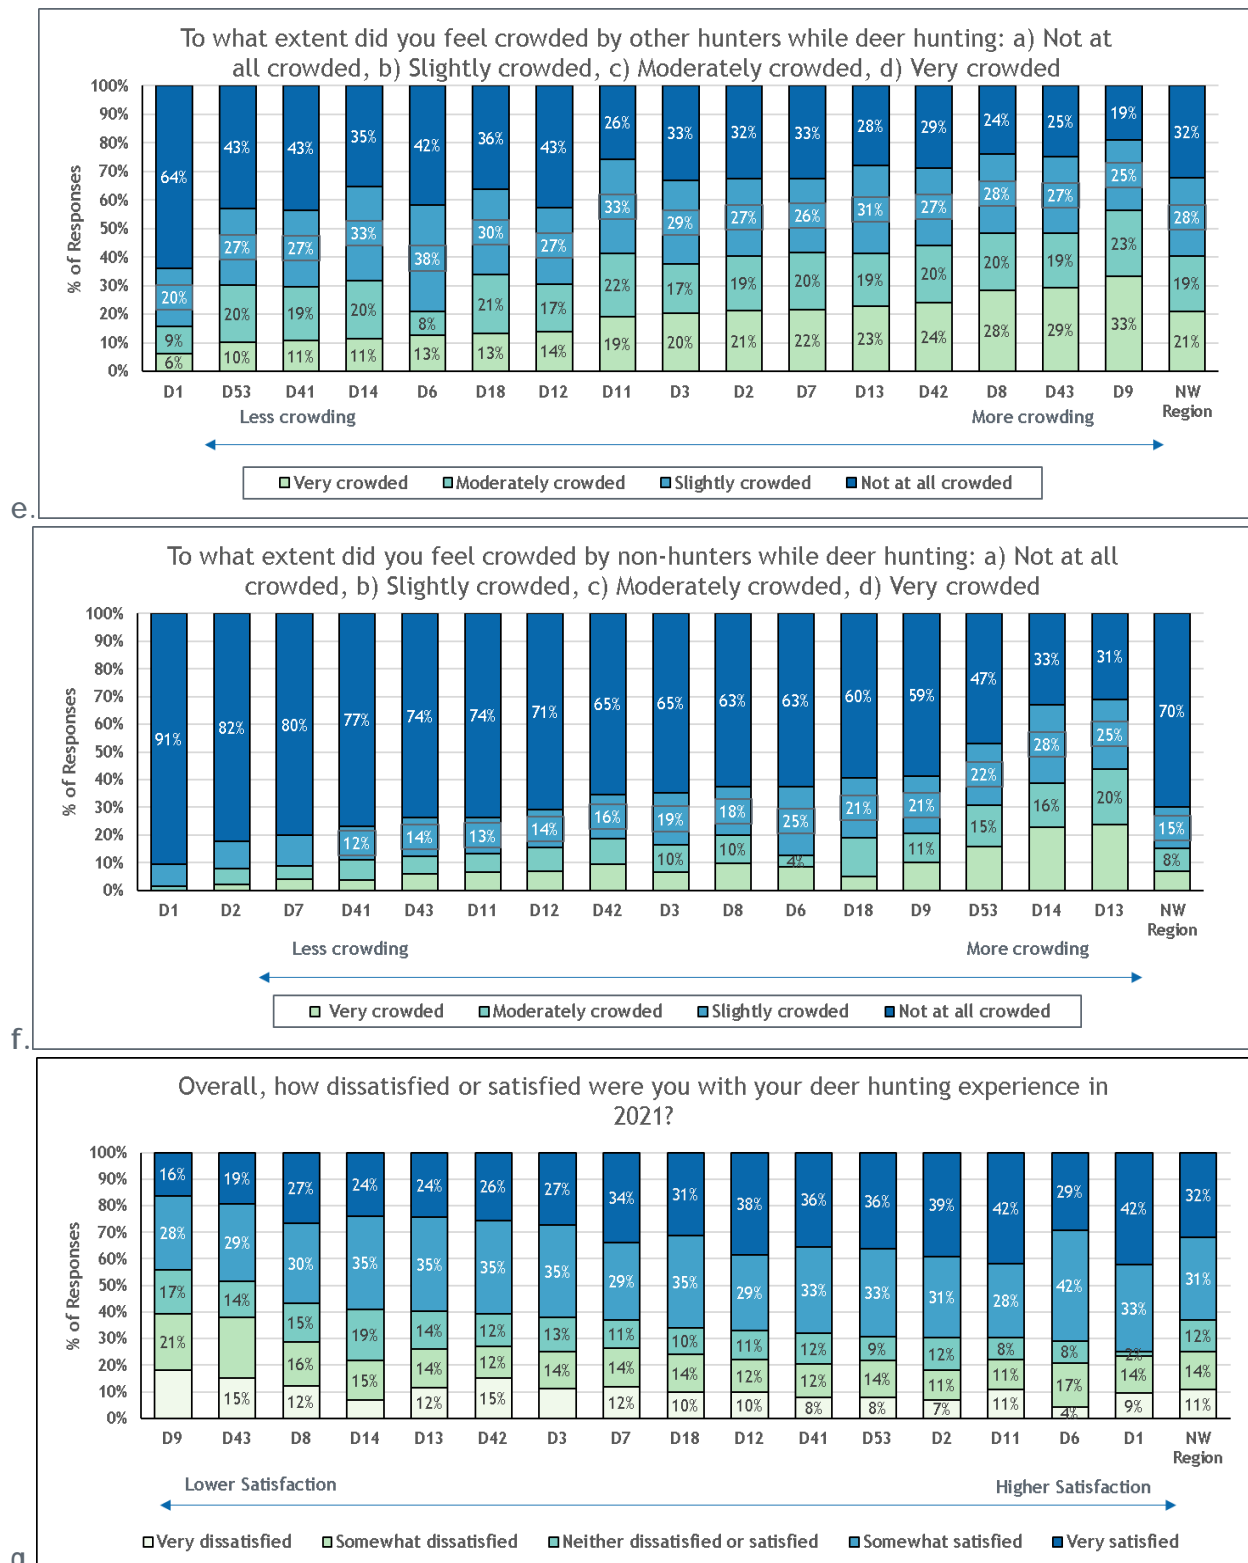 To what extent did you feel crowded by other hunters while deer hunting: a) Not at
all crowded, b) Slightly crowded, c) Moderately crowded, d) Very crowded
% of Responses
100%
90%
80%
70%
60%
50%
40%
30%
20%
10%
0%
64% 43% 43% 35% 42% 36% 43% 26% 33% 32% 33% 28% 29% 24% 25% 19% 32%
20% 27% 27% 33% 38% 30% 27% 33% 29% 27% 26% 31% 27% 28% 27% 25% 28%
9% 20% 19% 20% 8% 21% 17% 22% 17% 19% 20% 19% 20% 20% 19% 23% 19%
6% 10% 11% 11% 13% 13% 14% 19% 20% 21% 22% 23% 24% 28% 29% 33% 21%
D1 D53 D41 D14 D6 D18 D12 D11 D3 D2 D7 D13 D42 D8 D43 D9 NW
Region
Less crowding More crowding
Very crowded Moderately crowded Slightly crowded Not at all crowded
e.
To what extent did you feel crowded by non-hunters while deer hunting: a) Not at all
crowded, b) Slightly crowded, c) Moderately crowded, d) Very crowded
% of Responses
100%
90%
80%
70%
60%
50%
40%
30%
20%
10%
0%
91% 82% 80% 77% 74% 74% 71% 65% 65% 63% 63% 60% 59% 47% 33% 31% 70%
12% 14% 13% 14% 16% 19% 18% 25% 21% 21% 22% 28% 25% 15%
10% 10% 4% 11% 15% 16% 20% 8%
D1 D2 D7 D41 D43 D11 D12 D42 D3 D8 D6 D18 D9 D53 D14 D13 NW
Region
Less crowding More crowding
Very crowded Moderately crowded Slightly crowded Not at all crowded
f.
Overall, how dissatisfied or satisfied were you with your deer hunting experience in
2021?
% of Responses
100%
90%
80%
70%
60%
50%
40%
30%
20%
10%
0%
16% 19% 27% 24% 24% 26% 27% 34% 31% 38% 36% 36% 39% 42% 29% 42% 32%
28% 29% 30% 35% 35% 35% 35% 29% 35% 29% 33% 33% 31% 28% 42% 33% 31%
17% 14% 15% 19% 14% 12% 13% 11% 10% 11% 12% 9% 12% 8% 8% 2% 12%
21% 16% 15% 14% 12% 14% 14% 14% 12% 12% 14% 11% 11% 17% 14% 14%
15% 12% 12% 15% 12% 10% 10% 8% 8% 7% 11% 4% 9% 11%
D9 D43 D8 D14 D13 D42 D3 D7 D18 D12 D41 D53 D2 D11 D6 D1 NW
Region
Lower Satisfaction Higher Satisfaction
Very dissatisfied Somewhat dissatisfied Neither dissatisfied or satisfied Somewhat satisfied Very satisfied